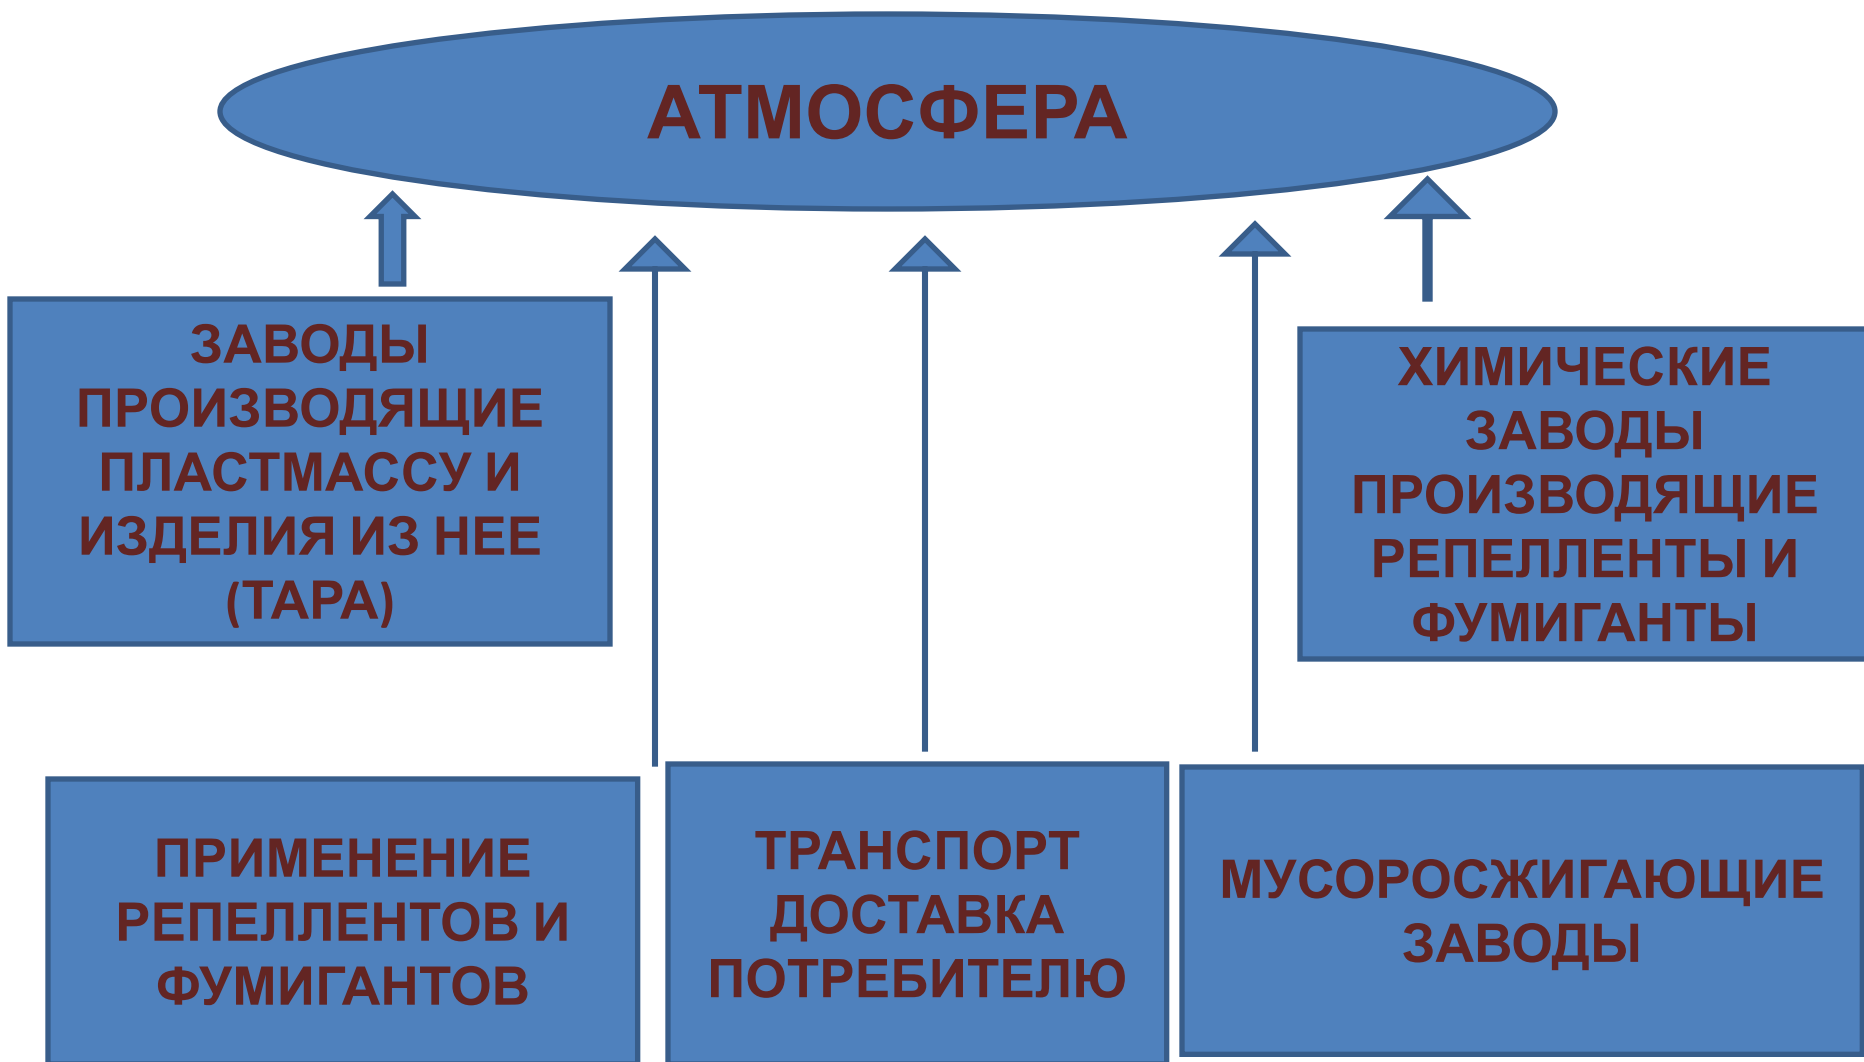 АТМОСФЕРА
ЗАВОДЫ
ПРОИЗВОДЯЩИЕ
ПЛАСТМАССУ И
ИЗДЕЛИЯ ИЗ НЕЕ
(ТАРА)
ХИМИЧЕСКИЕ
ЗАВОДЫ
ПРОИЗВОДЯЩИЕ
РЕПЕЛЛЕНТЫ И
ФУМИГАНТЫ
ПРИМЕНЕНИЕ
РЕПЕЛЛЕНТОВ И
ФУМИГАНТОВ
ТРАНСПОРТ
ДОСТАВКА
ПОТРЕБИТЕЛЮ
МУСОРОСЖИГАЮЩИЕ
ЗАВОДЫ